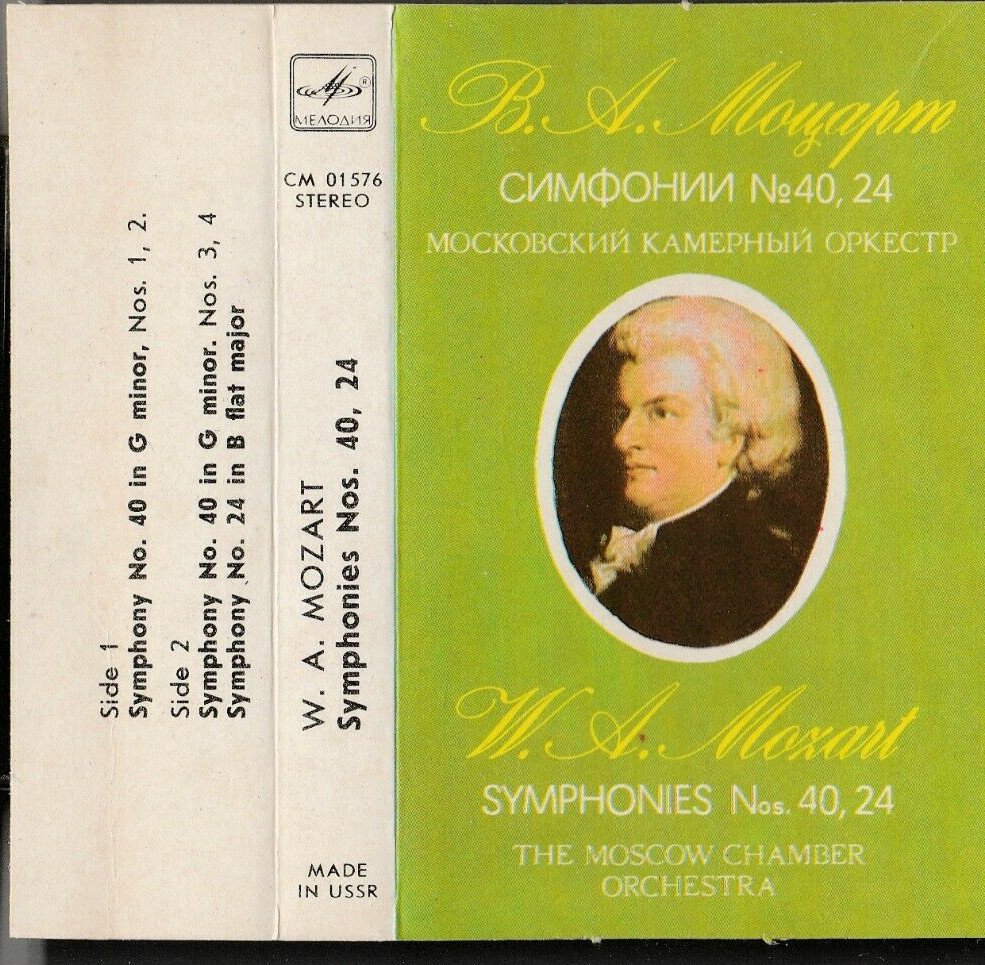 Side 1
Symphony No. 40 in G minor, Nos. 1, 2.
Side 2
Symphony No. 40 in G minor. Nos. 3, 4
Symphony No. 24 in B flat major
МЕЛОДИЯ ®
СМ 01576
STEREO
W. A. MOZART
Symphonies Nos. 40, 24
MADE
IN USSR
В. А. Моцарт
СИМФОНИИ №40, 24
МОСКОВСКИЙ КАМЕРНЫЙ ОРКЕСТР
W. A. Mozart
SYMPHONIES Nos. 40, 24
THE MOSCOW CHAMBER
ORCHESTRA